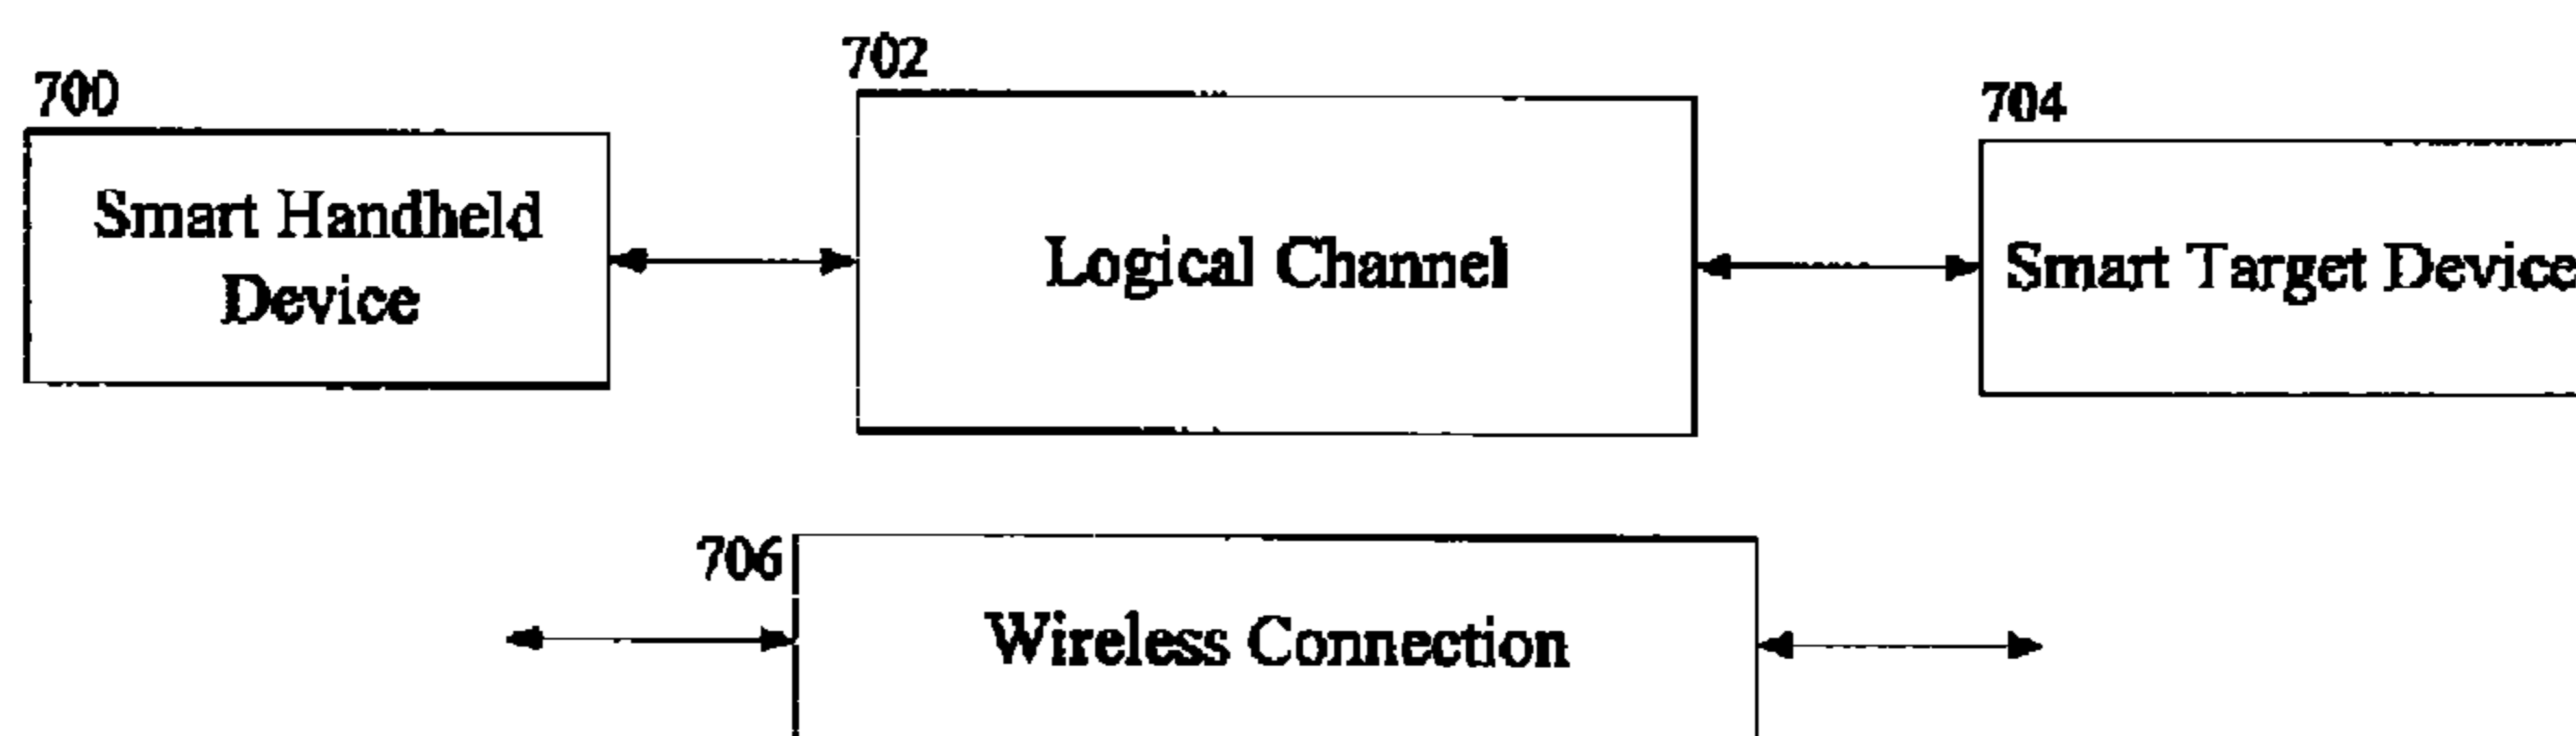 700
702
704
Smart Handheld
Device
Logical Channel
Smart Target Device
706
Wireless Connection